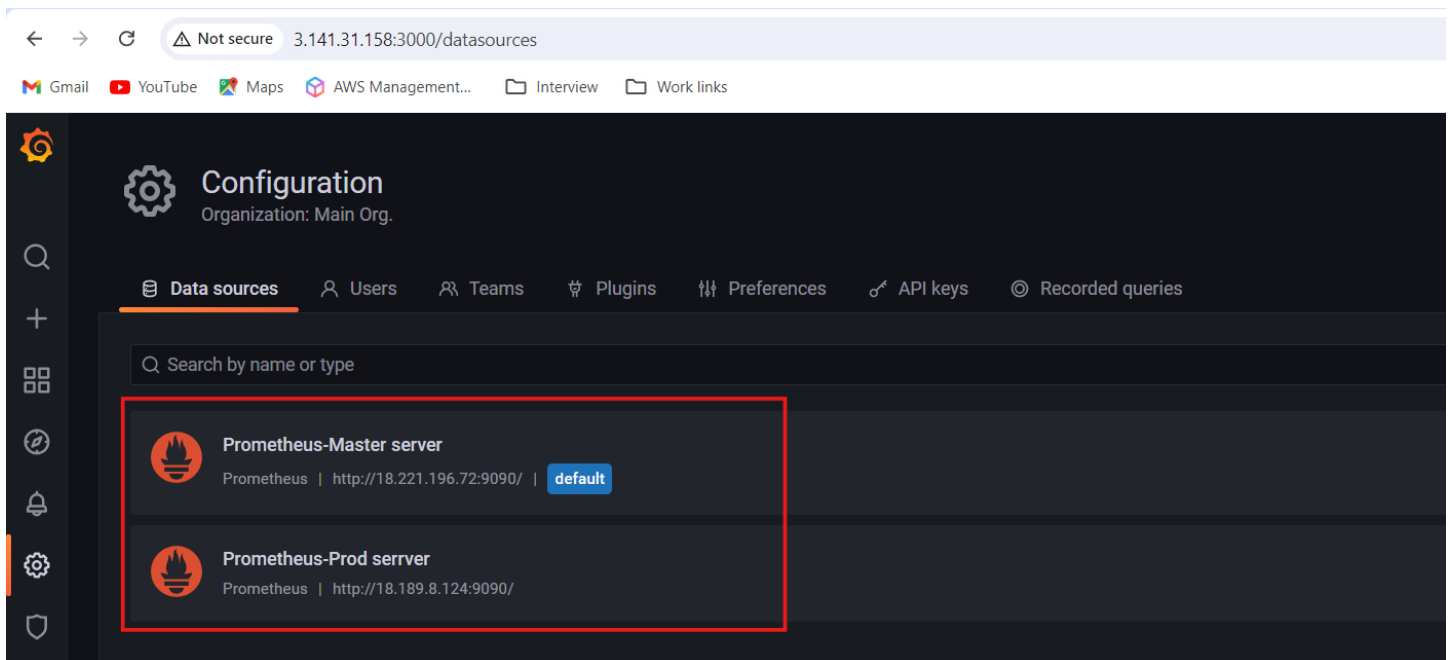 Not secure 3.141.31.158:3000/datasources
Gmail YouTube Maps AWS Management... Interview Work links
Configuration
Organization: Main Org.
Data sources Users Teams Plugins Preferences API keys Recorded queries
Search by name or type
Prometheus-Master server
Prometheus | http://18.221.196.72:9090/ | default
Prometheus-Prod serrver
Prometheus | http://18.189.8.124:9090/